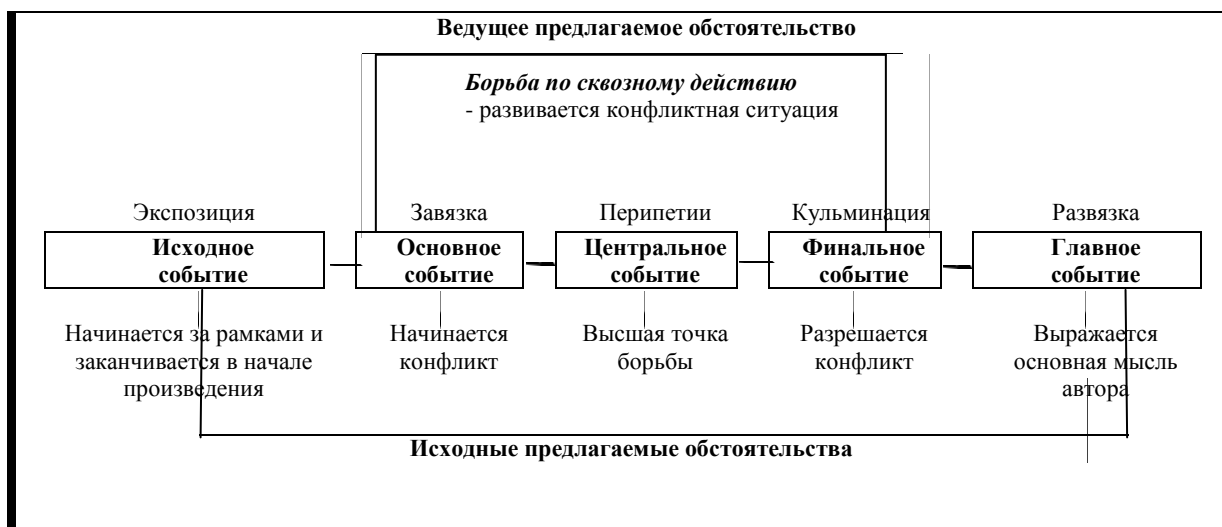 Ведущее предлагаемое обстоятельство
Борьба по сквозному действию
- развивается конфликтная ситуация
Экспозиция
Завязка
Перипетии
Кульминация
Развязка
Исходное
событие
Основное
событие
Центральное
событие
Финальное
событие
Главное
событие
Начинается за рамками и
заканчивается в начале
произведения
Начинается
конфликт
Высшая точка
борьбы
Разрешается
конфликт
Выражается
основная мысль
автора
Исходные предлагаемые обстоятельства